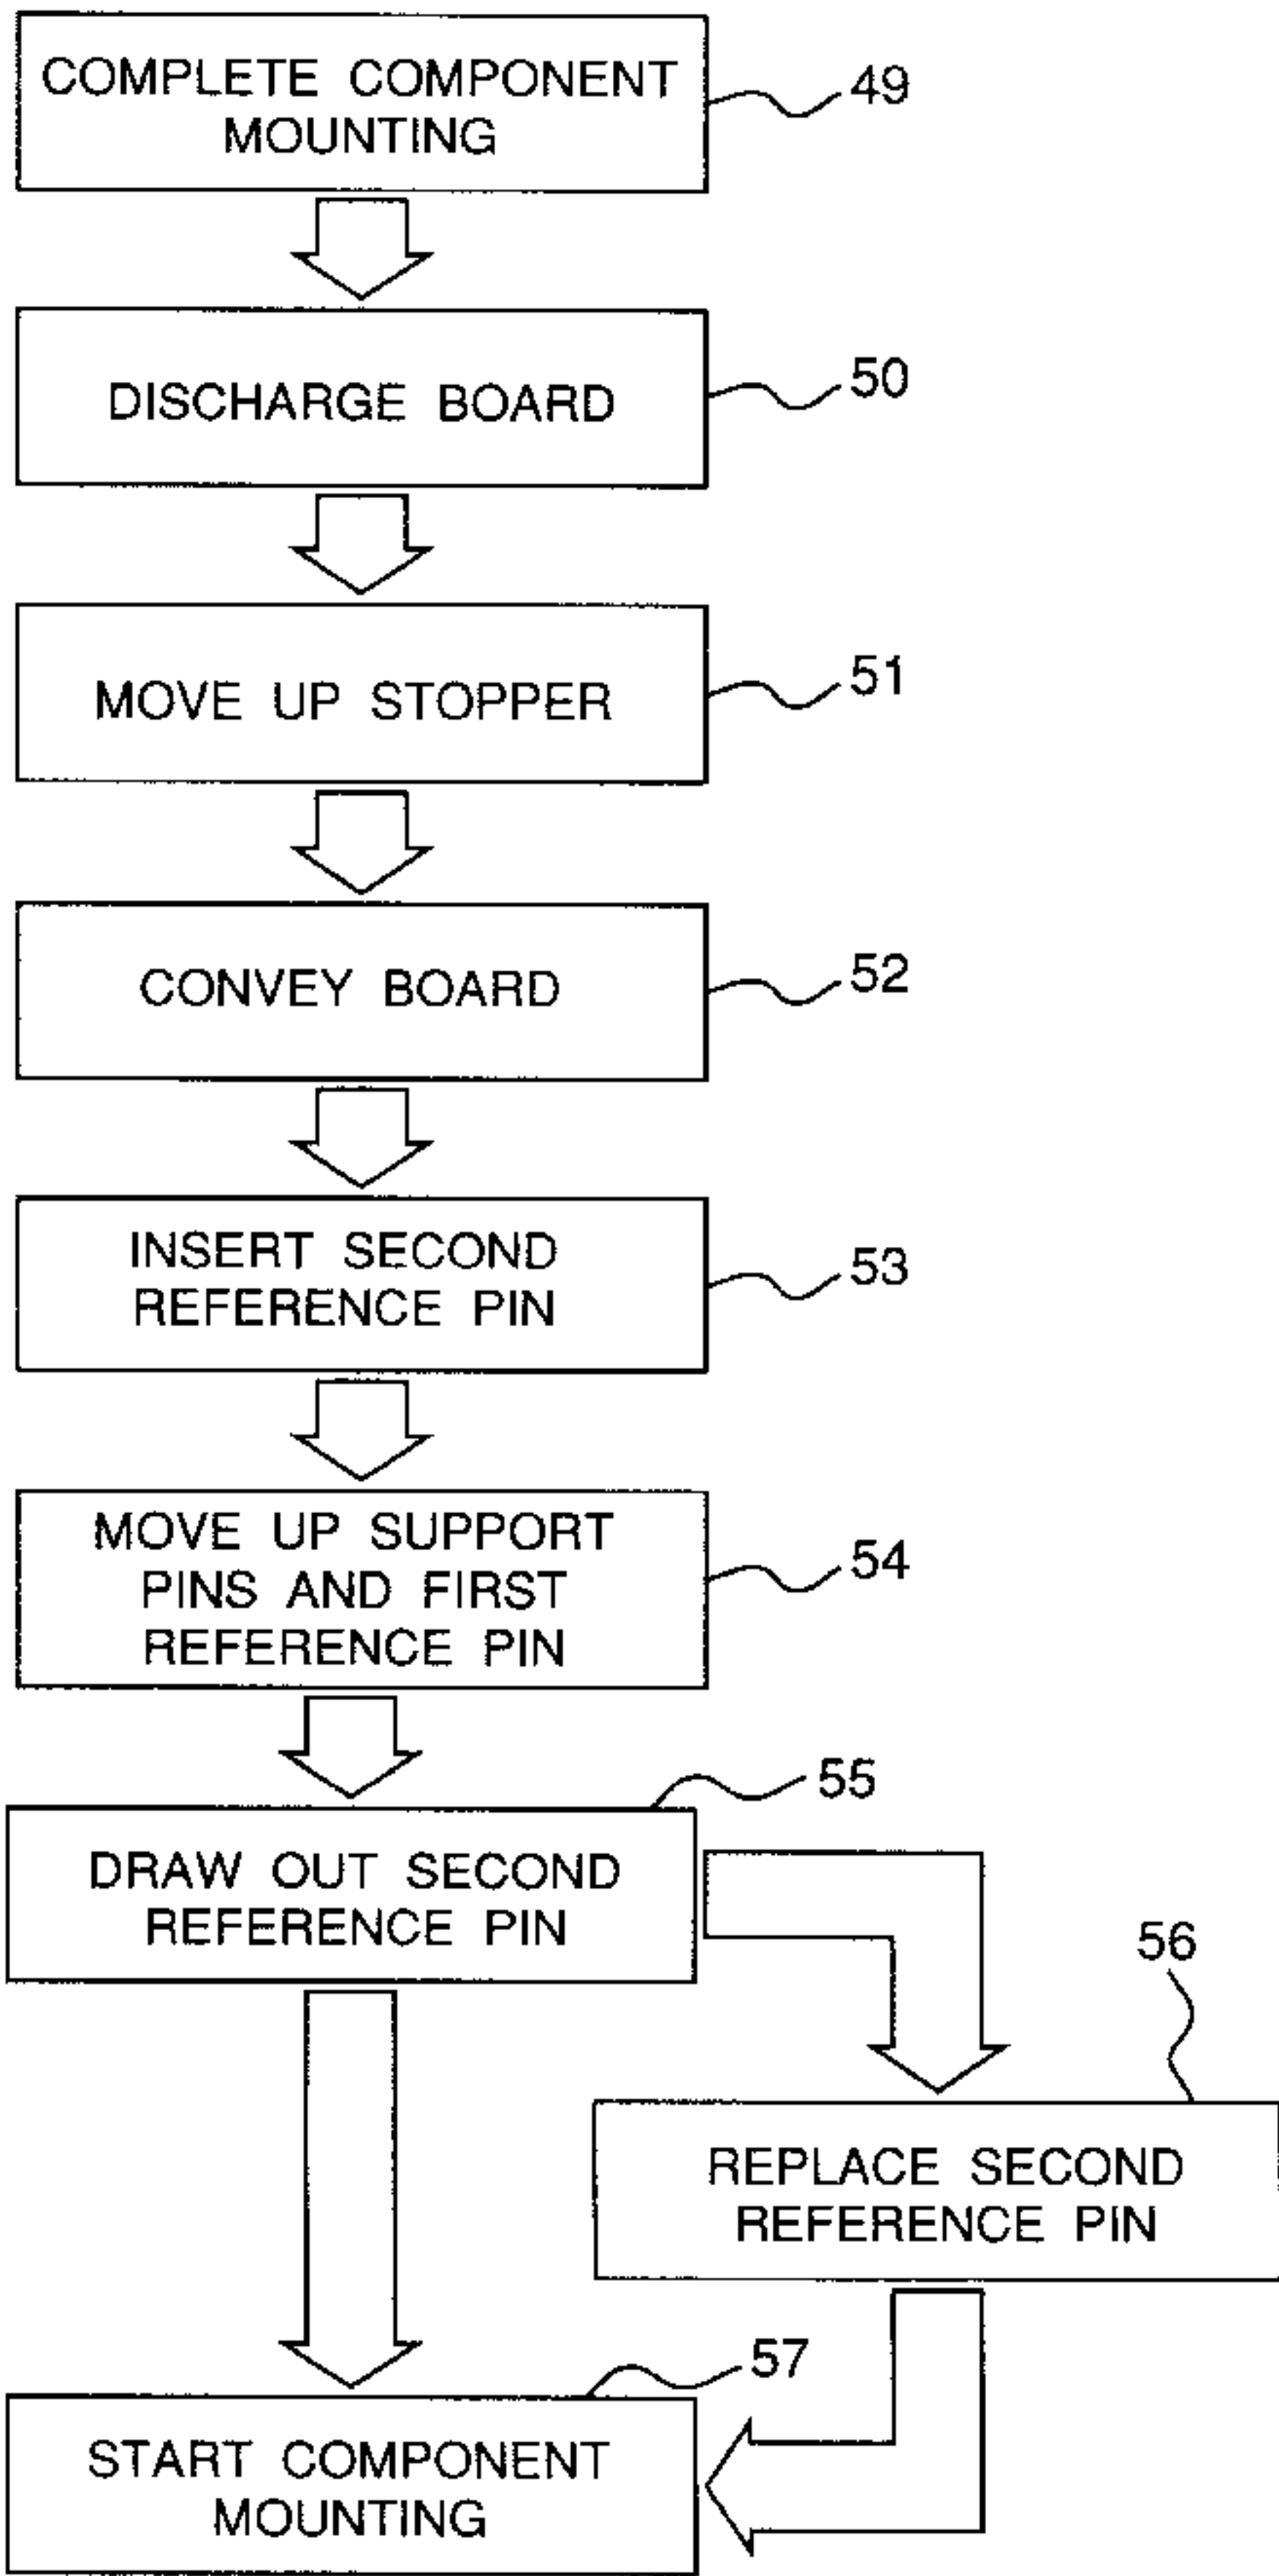 COMPLETE COMPONENT
MOUNTING
49
DISCHARGE BOARD
50
MOVE UP STOPPER
51
CONVEY BOARD
52
INSERT SECOND
REFERENCE PIN
53
MOVE UP SUPPORT
PINS AND FIRST
REFERENCE PIN
54
55
DRAW OUT SECOND
REFERENCE PIN
56
REPLACE SECOND
REFERENCE PIN
57
START COMPONENT
MOUNTING